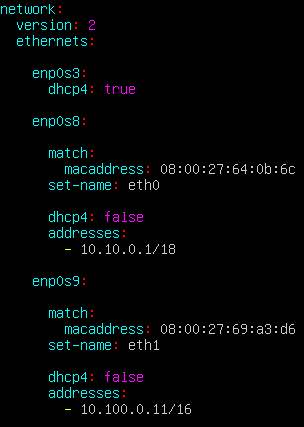 network:
  version: 2
  ethernets:

    enp0s3:
      dhcp4: true

    enp0s8:

      match:
        macaddress: 08:00:27:64:0b:6c
      set-name: eth0

      dhcp4: false
      addresses:
        - 10.10.0.1/18

    enp0s9:

      match:
        macaddress: 08:00:27:69:a3:d6
      set-name: eth1

      dhcp4: false
      addresses:
        - 10.100.0.11/16